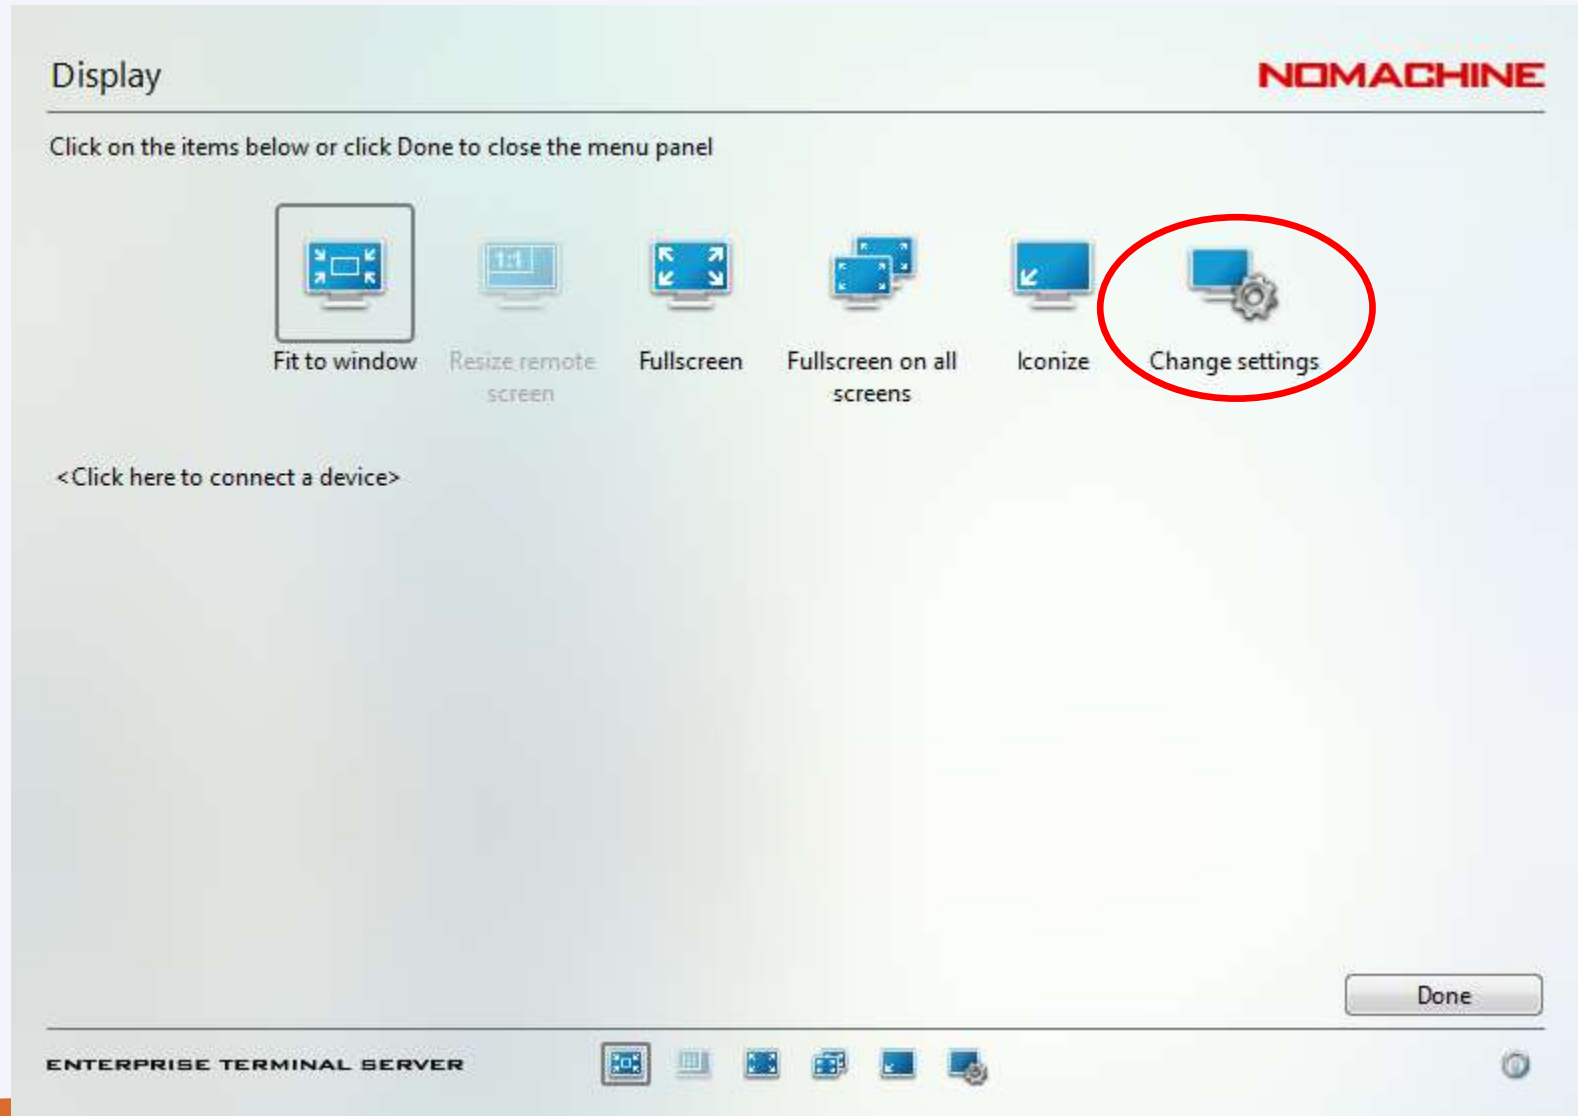 Display
NOMACHINE
Click on the items below or click Done to close the menu panel
1:1
Fit to window
Resize remote
screen
Fullscreen
Fullscreen on all
screens
Iconize
Change settings
<Click here to connect a device>
Done
ENTERPRISE TERMINAL SERVER